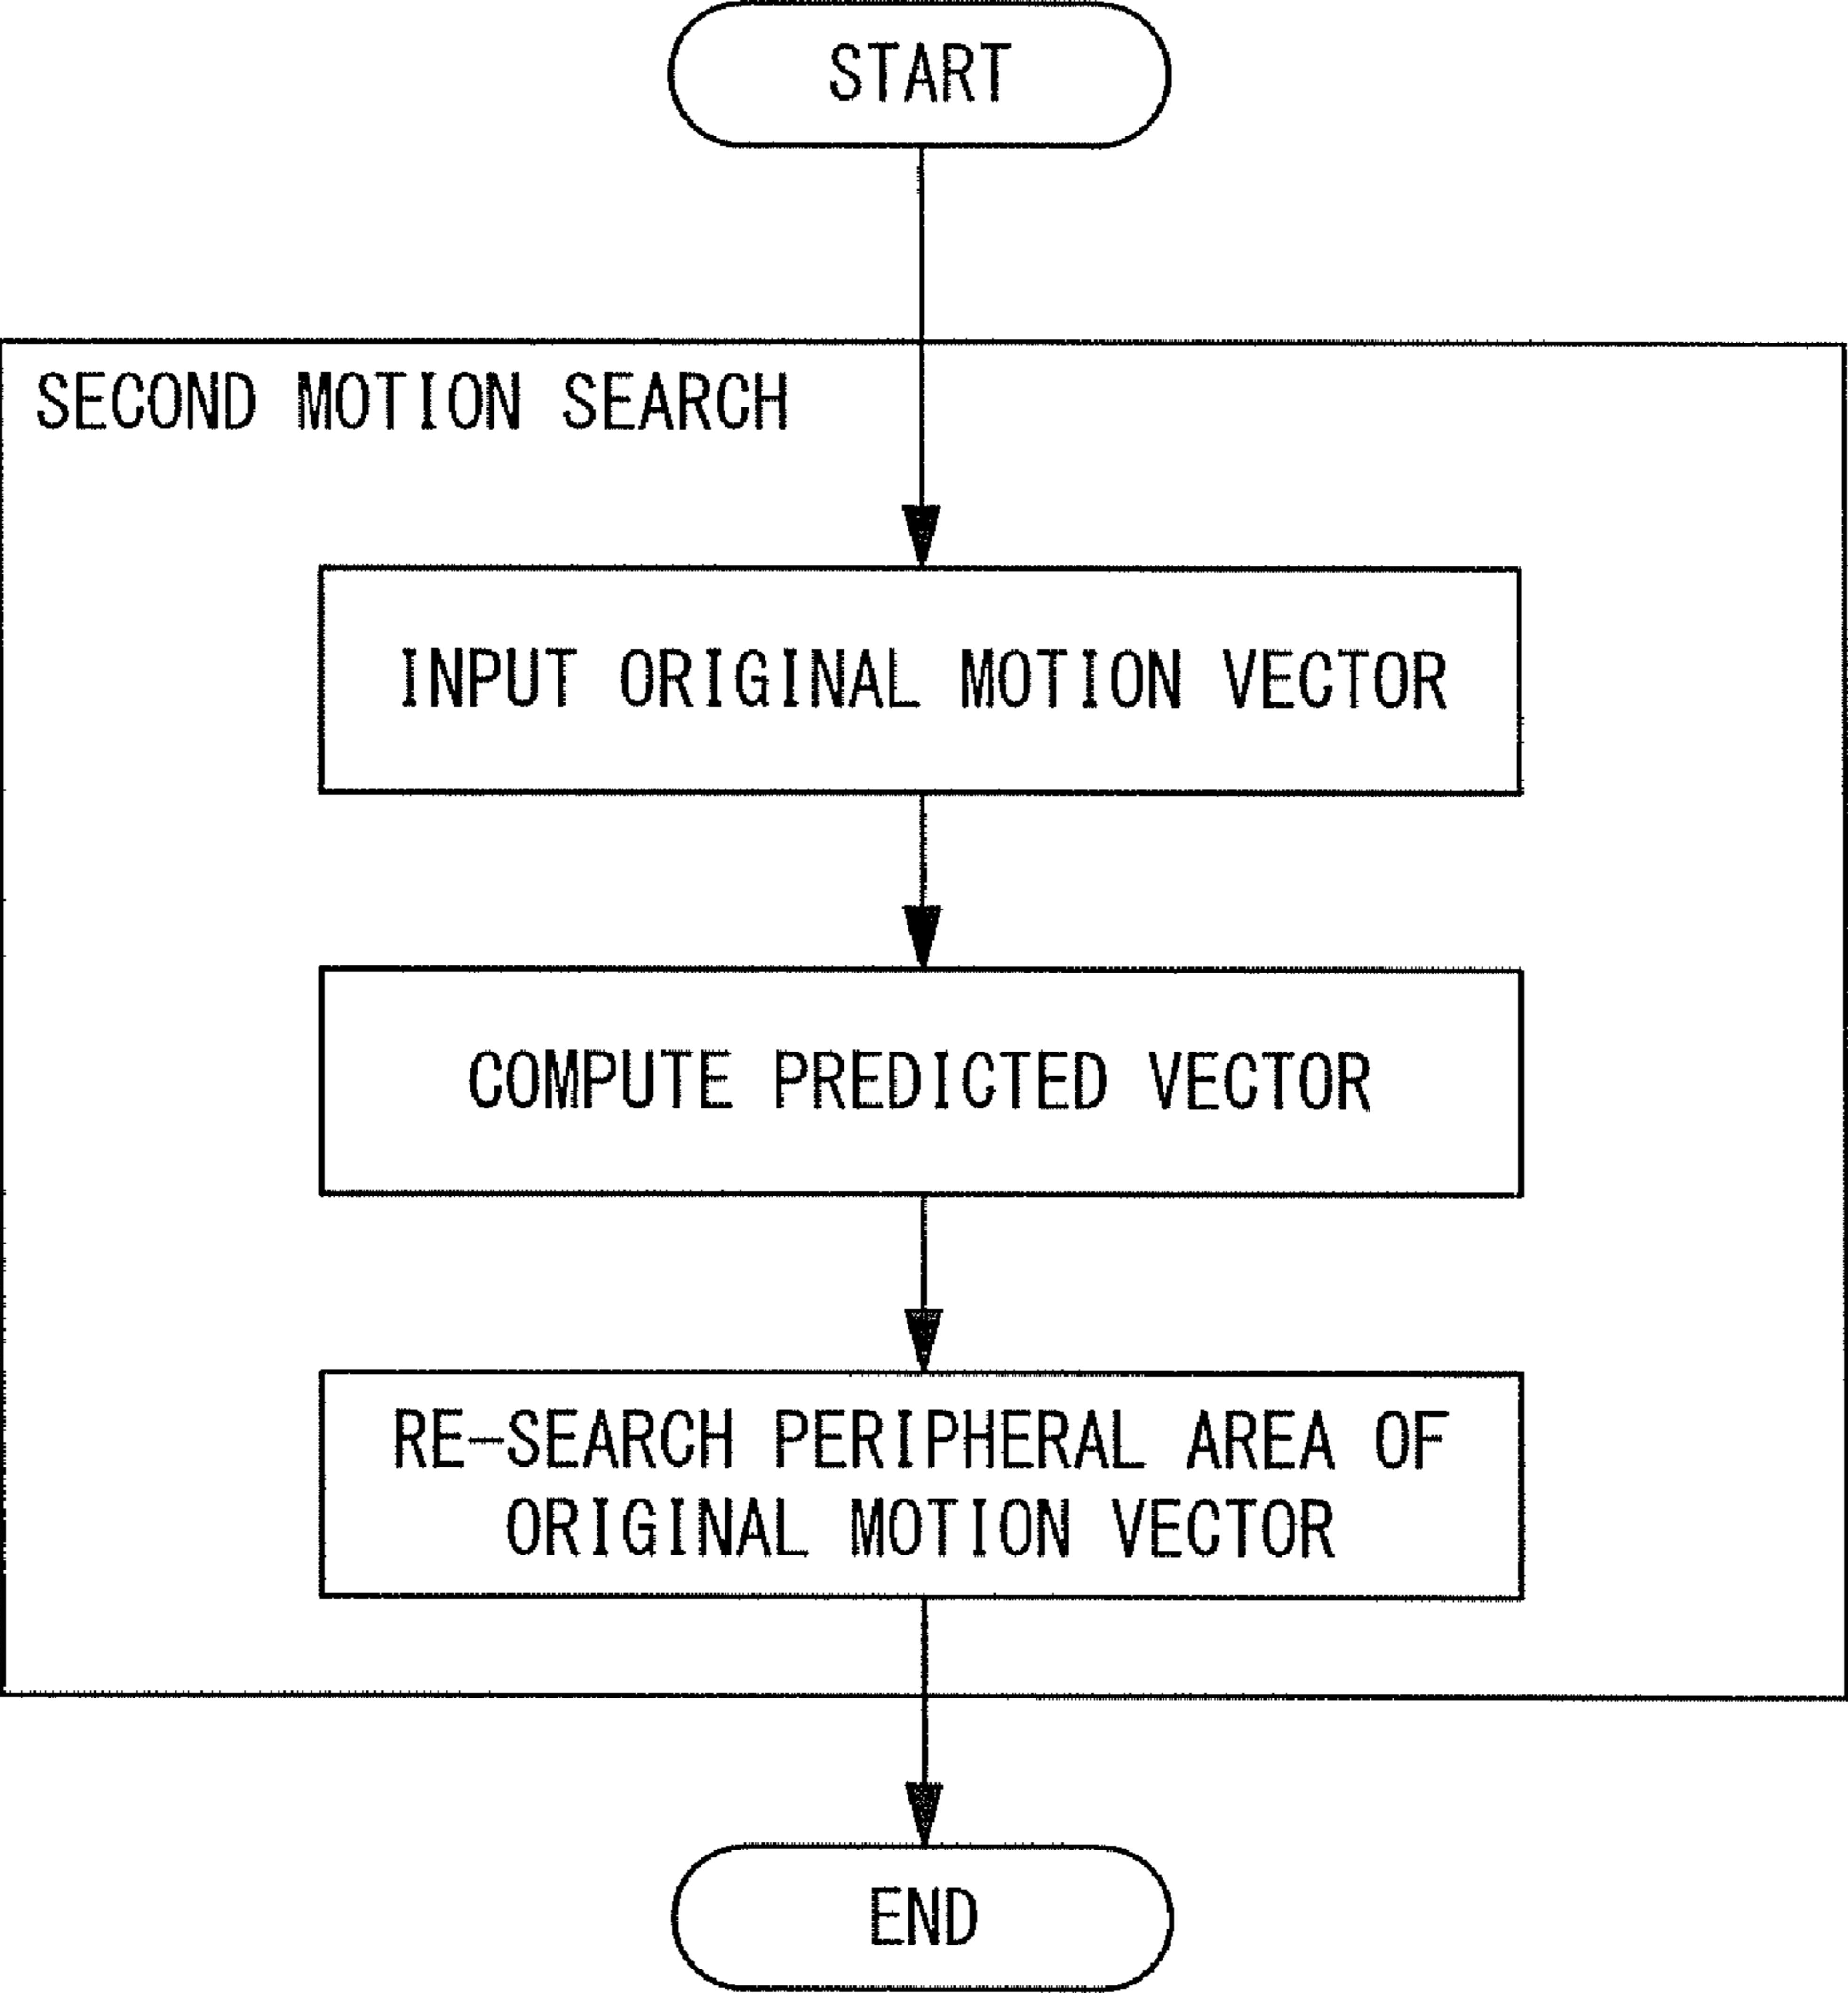 START
SECOND MOTION SEARCH
INPUT ORIGINAL MOTION VECTOR
COMPUTE PREDICTED VECTOR
RE-SEARCH PERIPHERAL AREA OF
ORIGINAL MOTION VECTOR
END